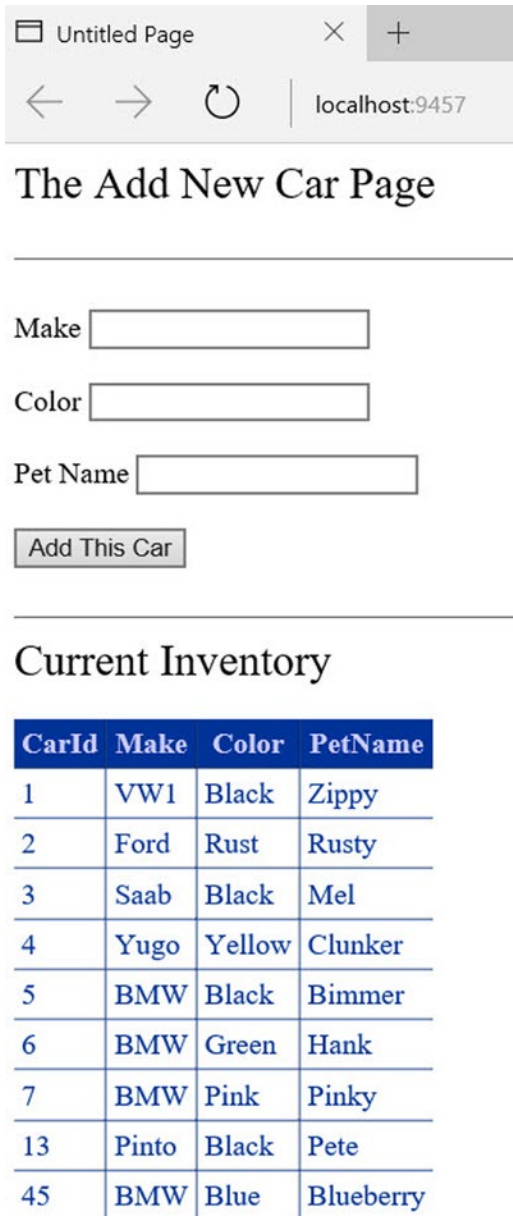 Untitled Page
localhost:9457
The Add New Car Page
Make
Color
Pet Name
Add This Car
Current Inventory
CarId Make Color PetName
1 VW1 Black Zippy
2 Ford Rust Rusty
3 Saab Black Mel
4 Yugo Yellow Clunker
5 BMW Black Bimmer
6 BMW Green Hank
7 BMW Pink Pinky
13 Pinto Black Pete
45 BMW Blue Blueberry